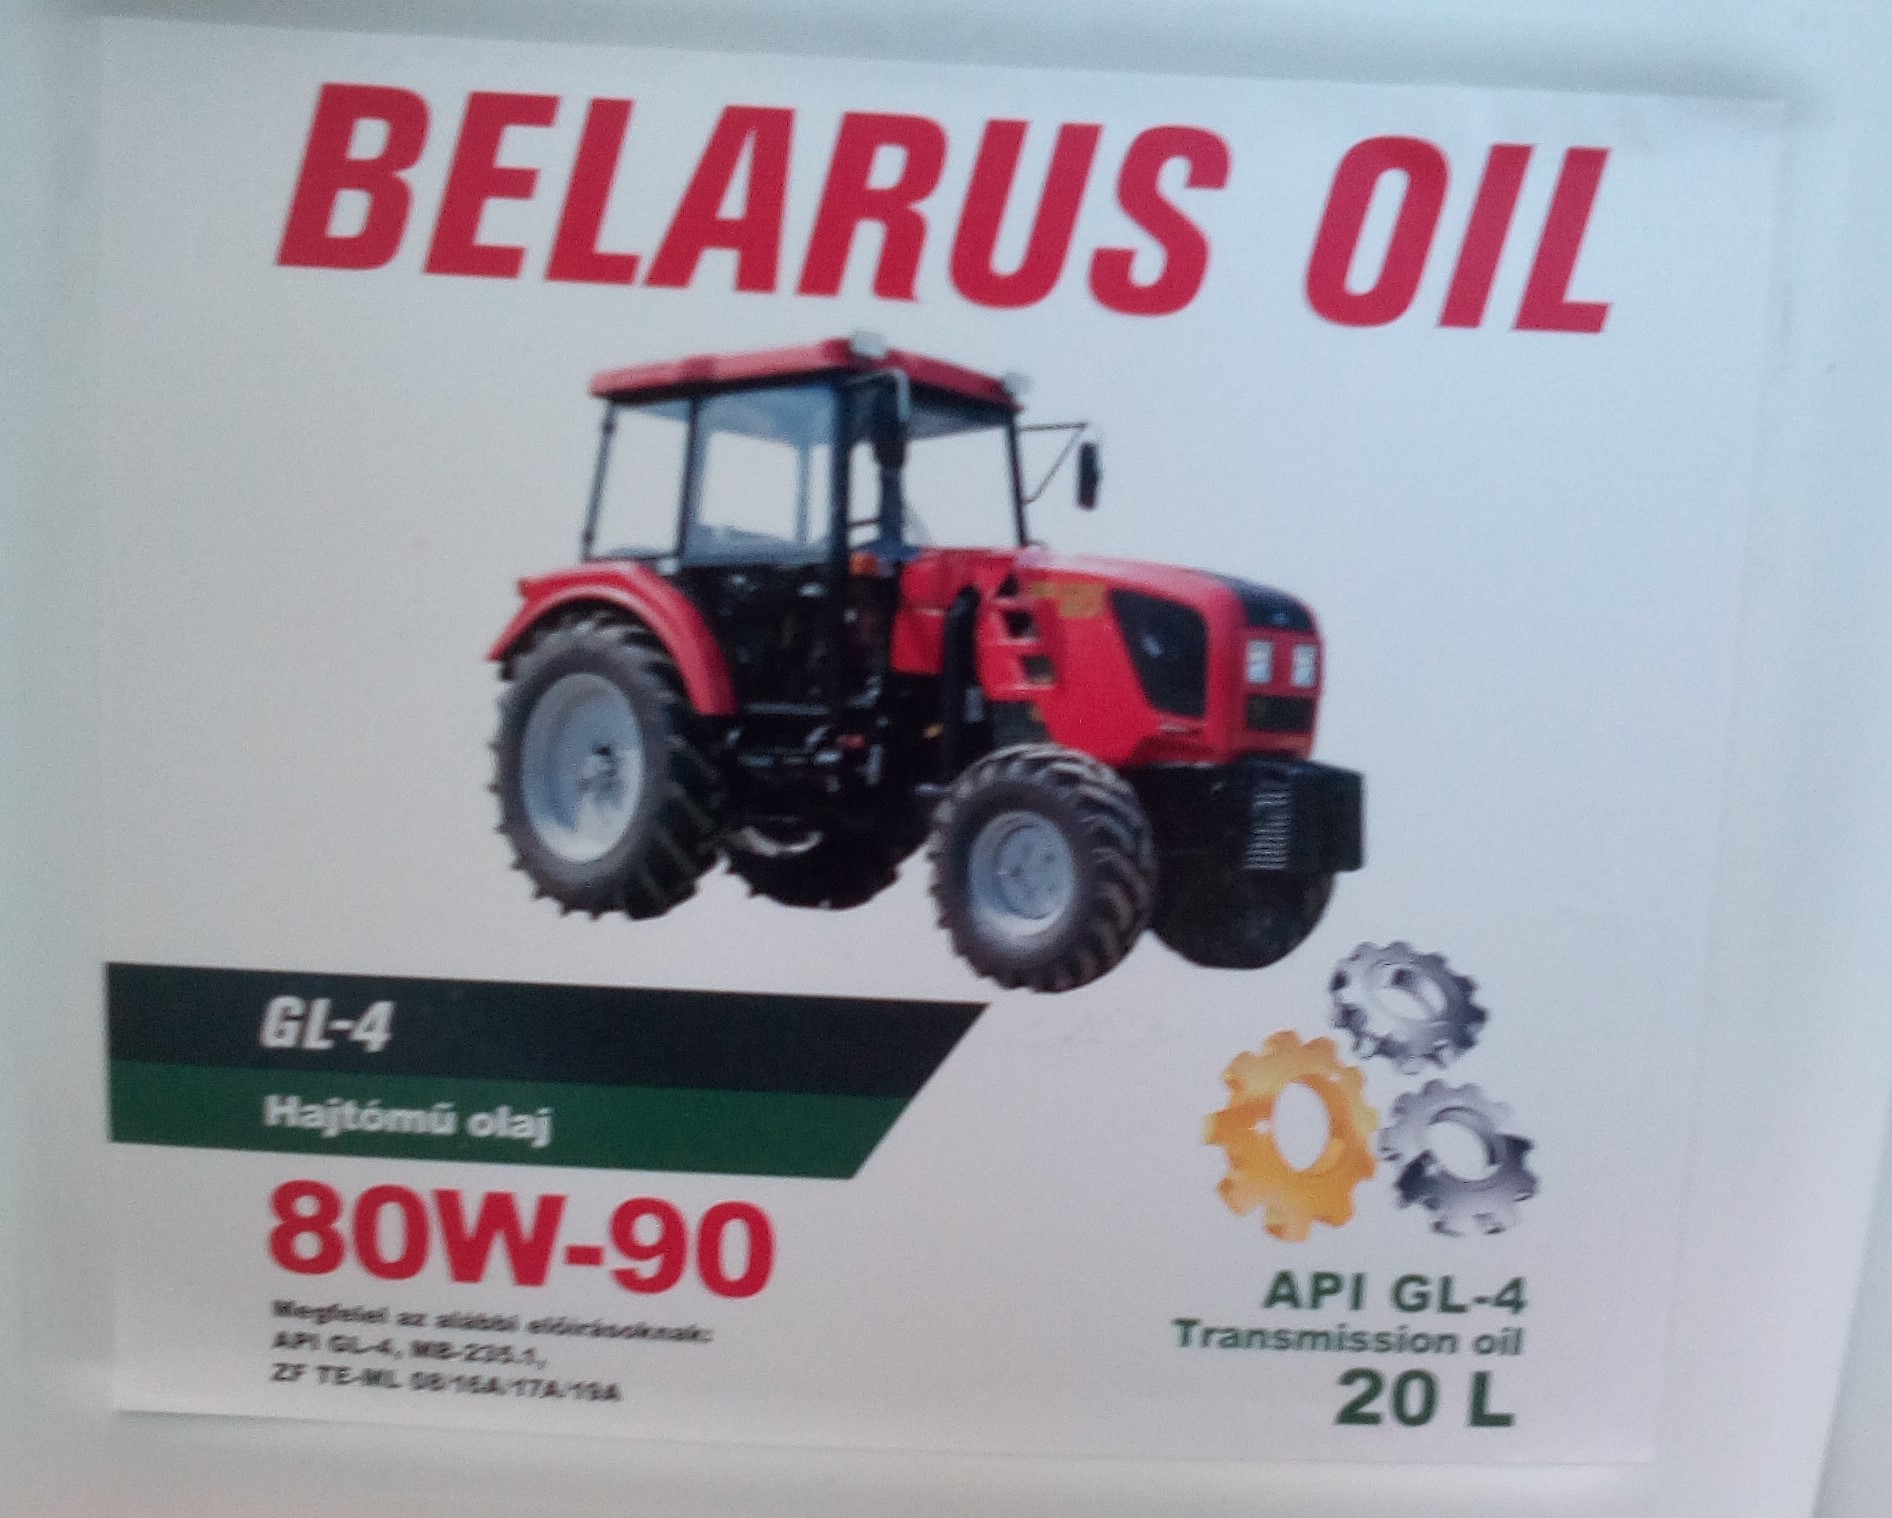 BELARUS OIL
GL-4
Hajtómű olaj
80W-90
Megfelel az alábbi előírásoknak:
API GL-4, MB-235.1,
ZF TE-ML 08/16A/17A/19A
API GL-4
Transmission oil
20 L